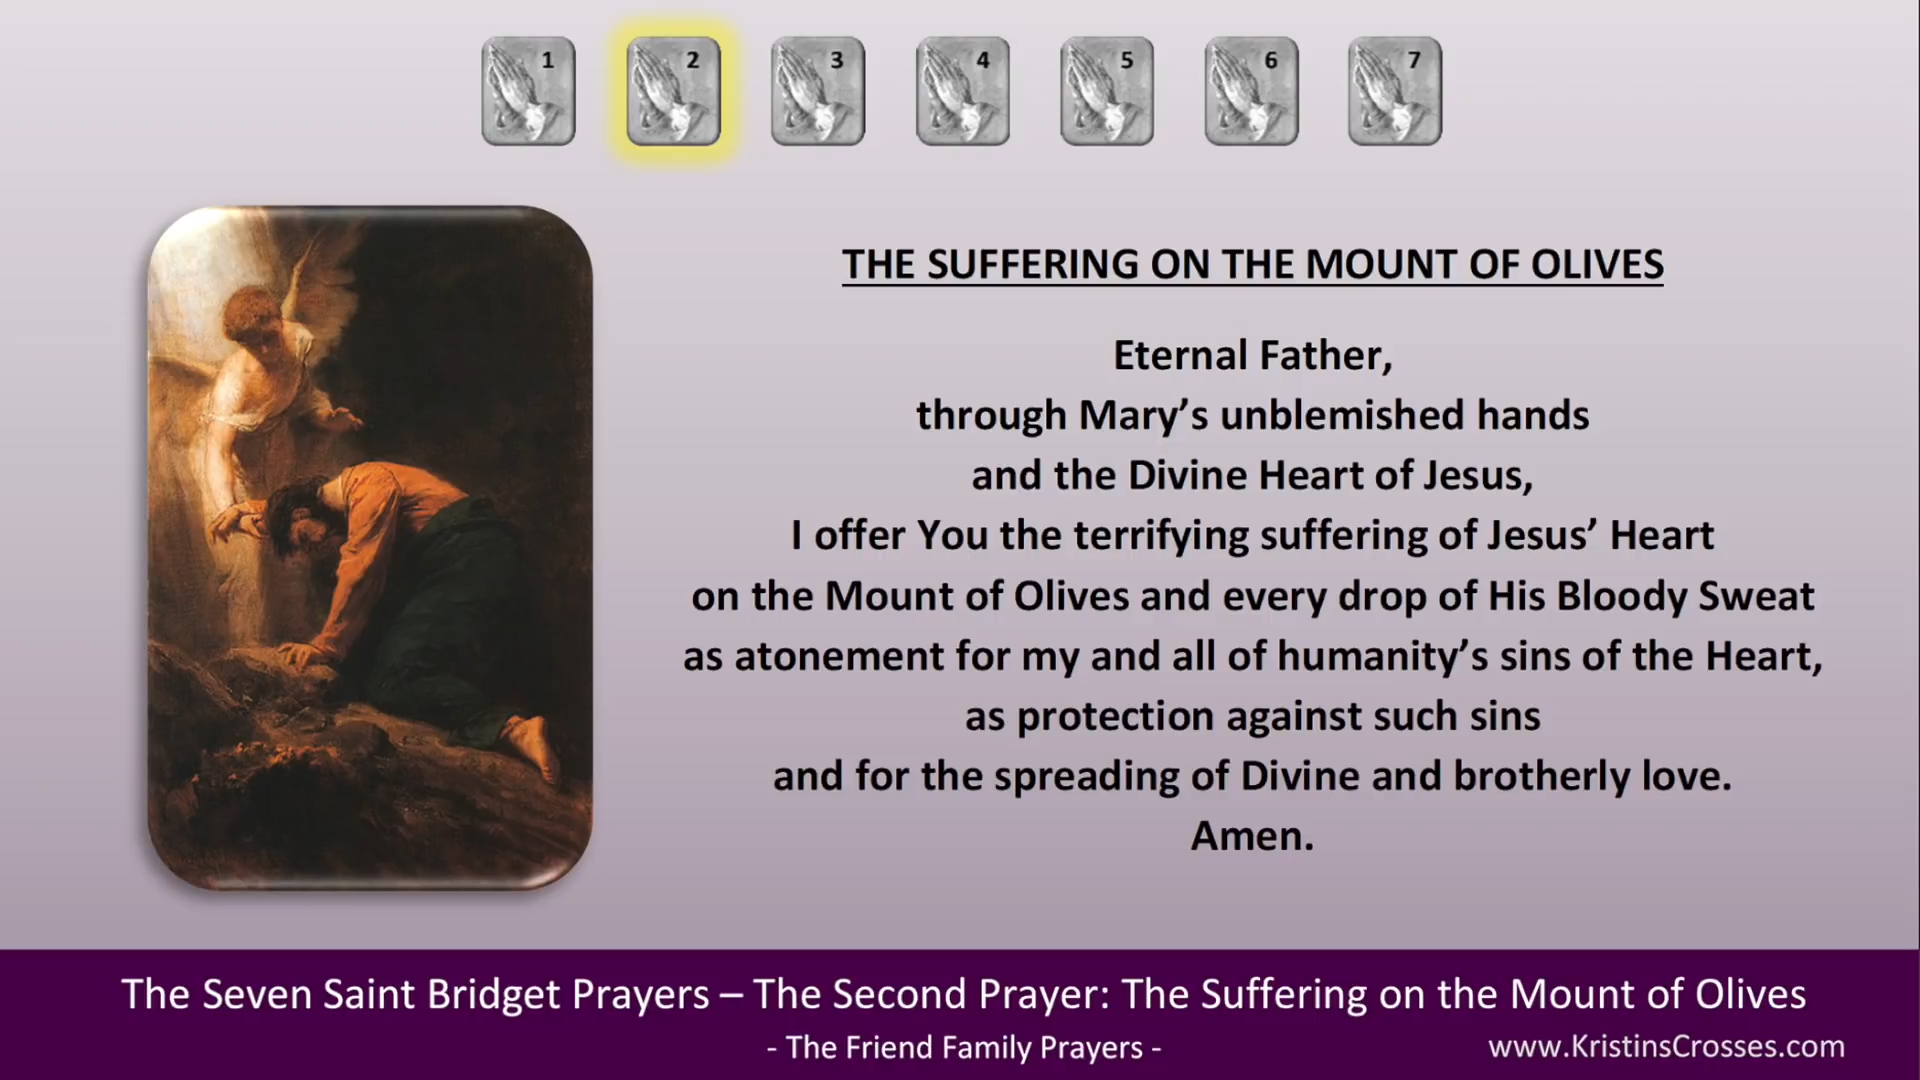 1
2
3
4
5
6
7
THE SUFFERING ON THE MOUNT OF OLIVES
Eternal Father,
through Mary’s unblemished hands
and the Divine Heart of Jesus,
I offer You the terrifying suffering of Jesus’ Heart
on the Mount of Olives and every drop of His Bloody Sweat
as atonement for my and all of humanity’s sins of the Heart,
as protection against such sins
and for the spreading of Divine and brotherly love.
Amen.
The Seven Saint Bridget Prayers – The Second Prayer: The Suffering on the Mount of Olives
- The Friend Family Prayers -
www.KristinsCrosses.com